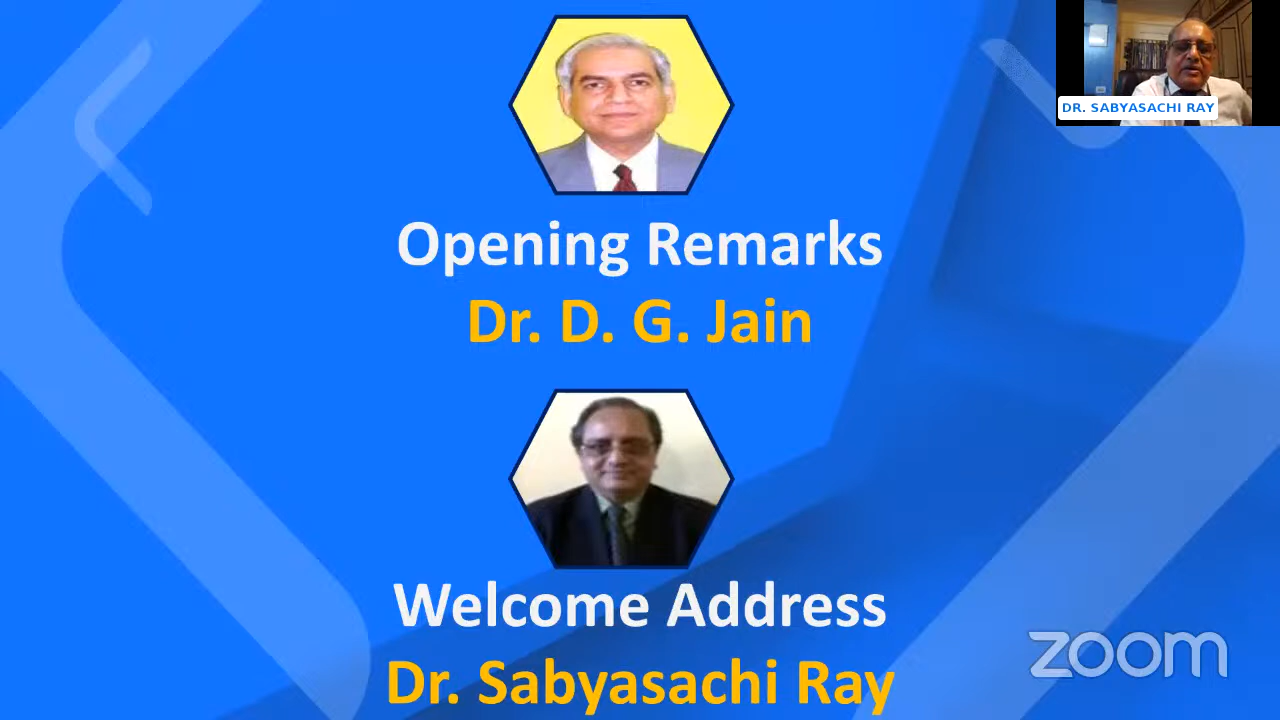 DR. SABYASACHI RAY
Opening Remarks
Dr. D. G. Jain
Welcome Address
Dr. Sabyasachi Ray
zoom